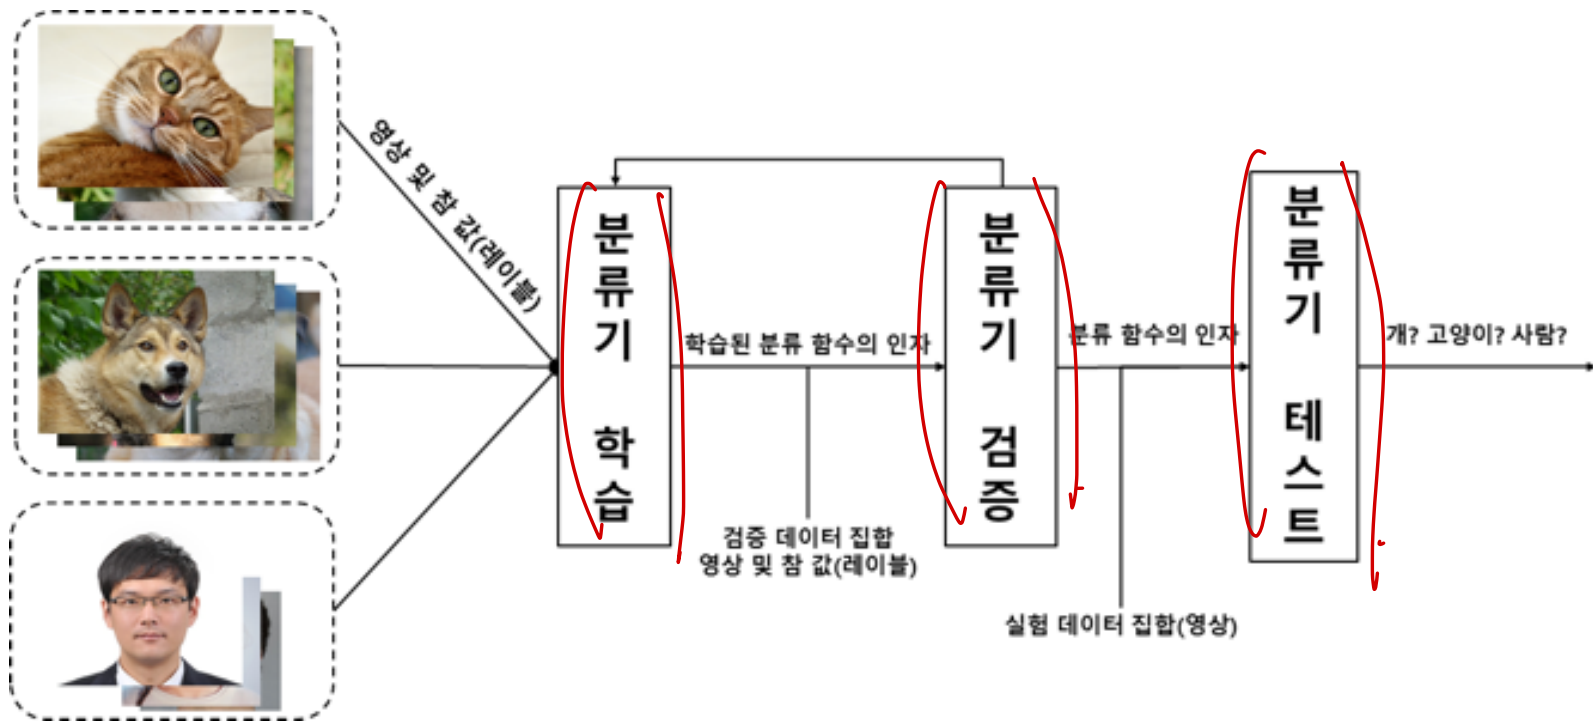 영상 및 참 값(레이블)
분류기 학습
학습된 분류 함수의 인자
검증 데이터 집합
영상 및 참 값(레이블)
분류기 검증
분류 함수의 인자
실험 데이터 집합(영상)
분류기 테스트
개? 고양이? 사람?